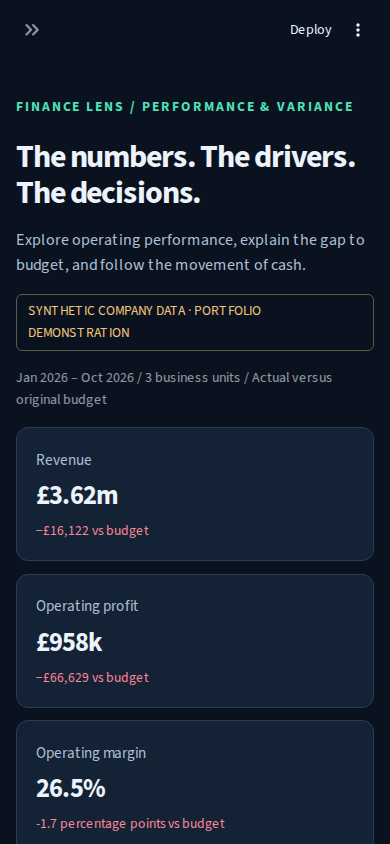 Deploy
FINANCE LENS / PERFORMANCE & VARIANCE
The numbers. The drivers.
The decisions.
Explore operating performance, explain the gap to
budget, and follow the movement of cash.
SYNTHETIC COMPANY DATA · PORTFOLIO
DEMONSTRATION
Jan 2026 – Oct 2026 / 3 business units / Actual versus
original budget
Revenue
£3.62m
−£16,122 vs budget
Operating profit
£958k
−£66,629 vs budget
Operating margin
26.5%
-1.7 percentage points vs budget